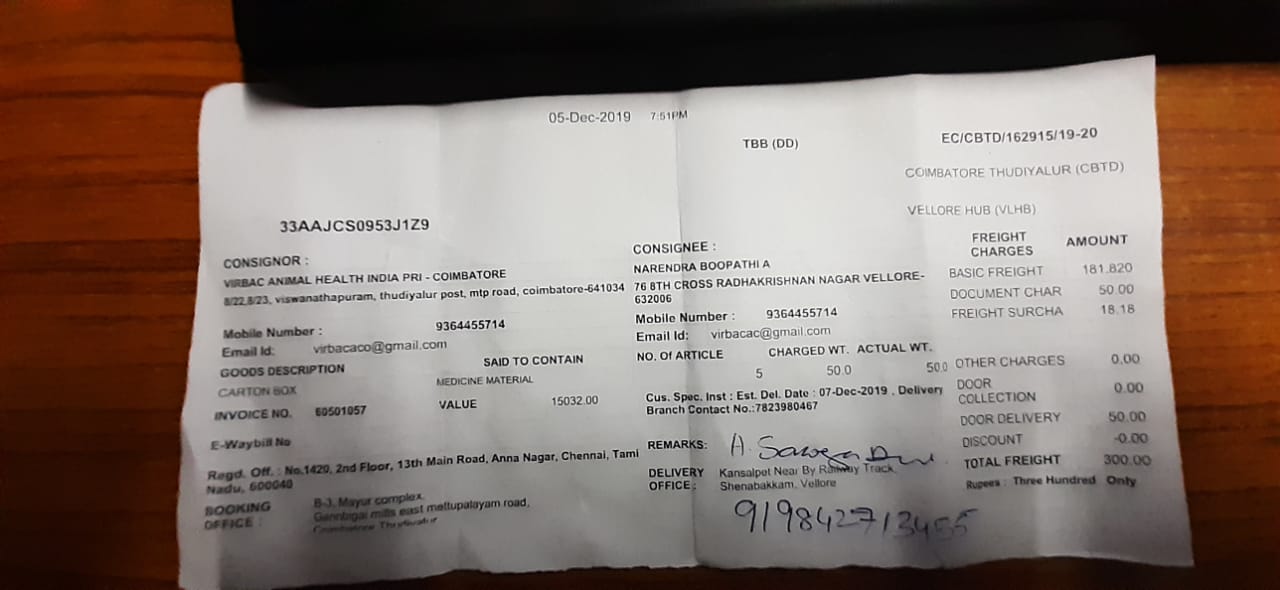 05-Dec-2019 7:51PM
TBB (DD)
EC/CBTD/162915/19-20
COIMBATORE THUDIYALUR (CBTD)
VELLORE HUB (VLHB)
33AAJCS0953J1Z9
CONSIGNOR :
VIRBAC ANIMAL HEALTH INDIA PRI - COIMBATORE
8/22,8/23, viswanathapuram, thudiyalur post, mtp road, coimbatore-641034
Mobile Number : 9364455714
Email Id: virbacaco@gmail.com
GOODS DESCRIPTION SAID TO CONTAIN
CARTON BOX MEDICINE MATERIAL
INVOICE NO. 60501057 VALUE 15032.00
E-Waybill No
Regd. Off. : No.1420, 2nd Floor, 13th Main Road, Anna Nagar, Chennai, Tami
Nadu, 600040
BOOKING OFFICE : B-3, Mayur complex,
Gannbigai mills east mettupalayam road,
Coimbatore Thudiyalur
CONSIGNEE :
NARENDRA BOOPATHI A
76 8TH CROSS RADHAKRISHNAN NAGAR VELLORE-
632006
Mobile Number : 9364455714
Email Id: virbacac@gmail.com
NO. Of ARTICLE CHARGED WT. ACTUAL WT.
5 50.0 50.0
Cus. Spec. Inst : Est. Del. Date : 07-Dec-2019 , Delivery
Branch Contact No.:7823980467
REMARKS:
DELIVERY OFFICE : Kansalpet Near By Railway Track,
Shenabakkam, Vellore
919842713455
FREIGHT CHARGES AMOUNT
BASIC FREIGHT 181.820
DOCUMENT CHAR 50.00
FREIGHT SURCHA 18.18
OTHER CHARGES 0.00
DOOR COLLECTION 0.00
DOOR DELIVERY 50.00
DISCOUNT -0.00
TOTAL FREIGHT 300.00
Rupees : Three Hundred Only